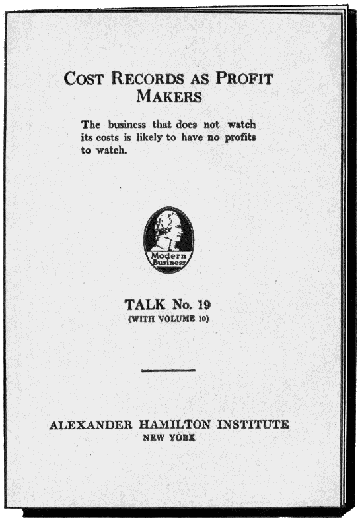 COST RECORDS AS PROFIT
MAKERS
The business that does not watch
its costs is likely to have no profits
to watch.
Modern
Business
TALK No. 19
(WITH VOLUME 10)
ALEXANDER HAMILTON INSTITUTE
NEW YORK